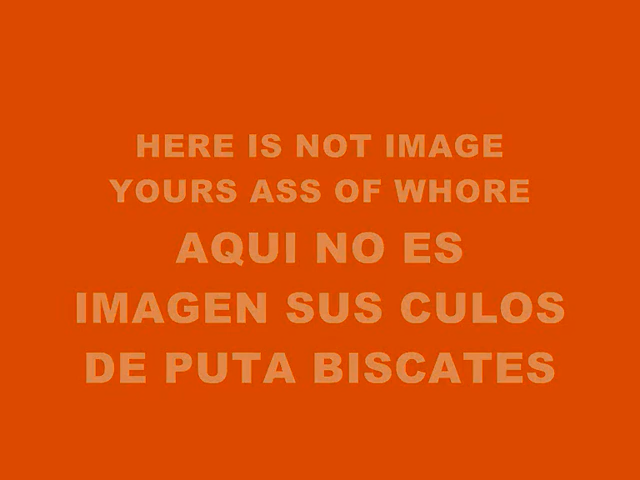 HERE IS NOT IMAGE
YOURS ASS OF WHORE
AQUI NO ES
IMAGEN SUS CULOS
DE PUTA BISCATES